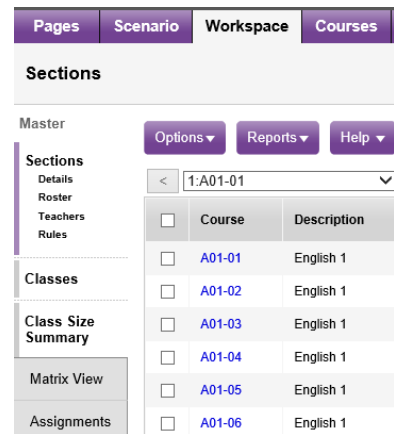 Pages Scenario Workspace Courses
Sections
Master
Sections
Details
Roster
Teachers
Rules
Classes
Class Size
Summary
Matrix View
Assignments
Options Reports Help
< 1:A01-01
Course Description
A01-01 English 1
A01-02 English 1
A01-03 English 1
A01-04 English 1
A01-05 English 1
A01-06 English 1